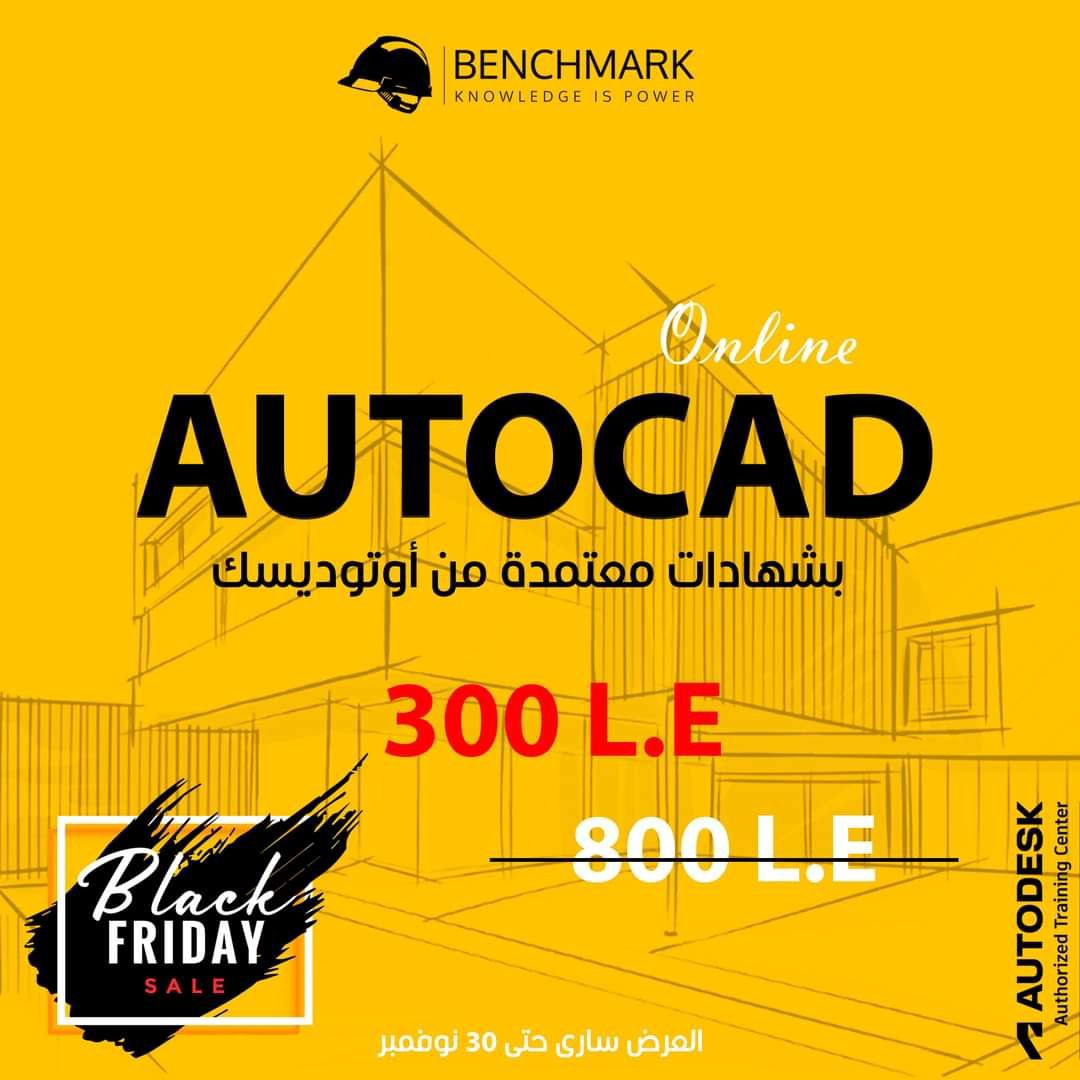 BENCHMARK
KNOWLEDGE IS POWER
Online
AUTOCAD
بشهادات معتمدة من أوتوديسك
300 L.E
800 L.E
Black
FRIDAY
SALE
AUTODESK
Authorized Training Center
العرض سارى حتى 30 نوفمبر